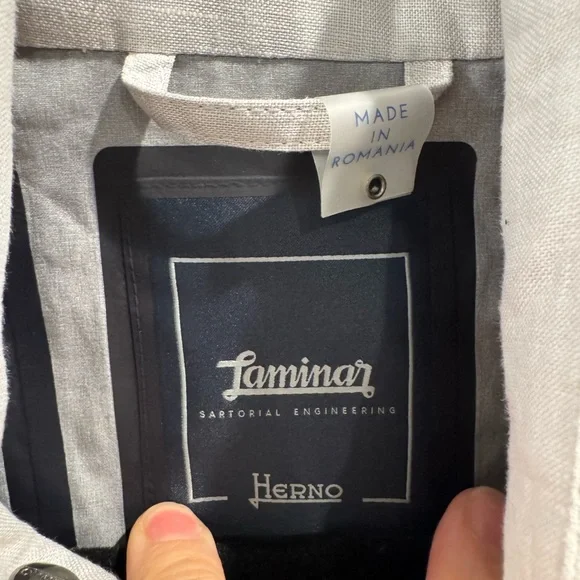 MADE
IN
ROMANIA
Laminar
SARTORIAL ENGINEERING
HERNO